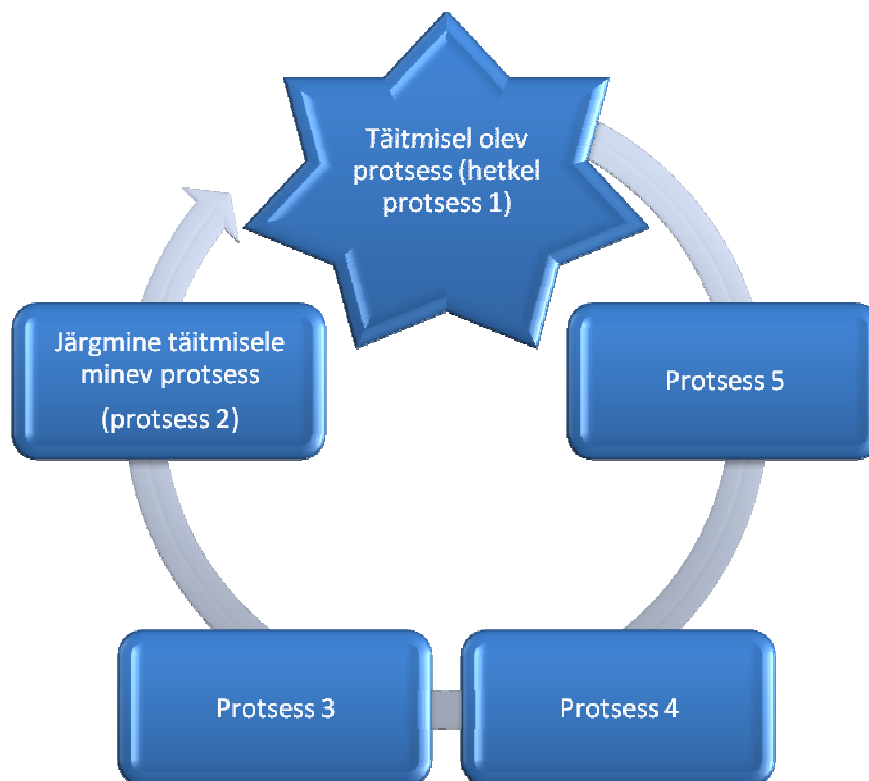 Täitmisel olev
protsess (hetkel
protsess 1)
Järgmine täitmisele
minev protsess
(protsess 2)
Protsess 5
Protsess 3
Protsess 4